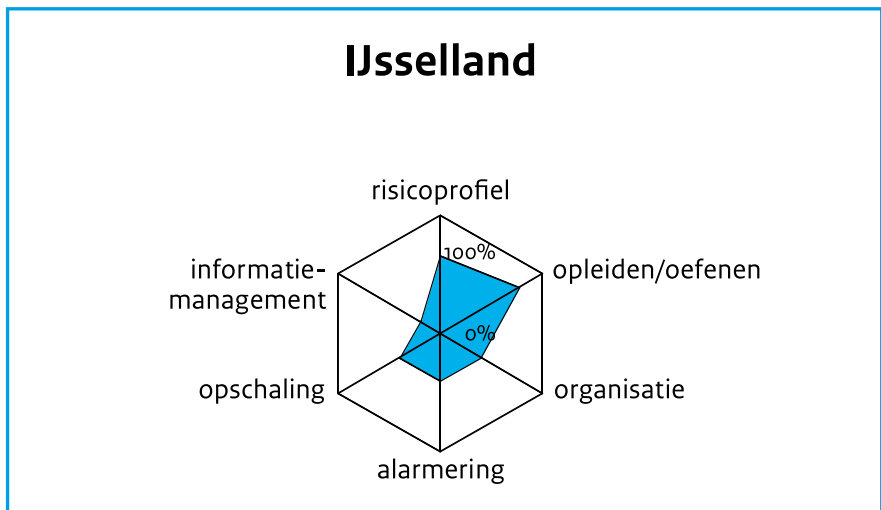 IJsselland
risicoprofiel
100%
informatie-
management
opleiden/oefenen
0%
opschaling
organisatie
alarmering